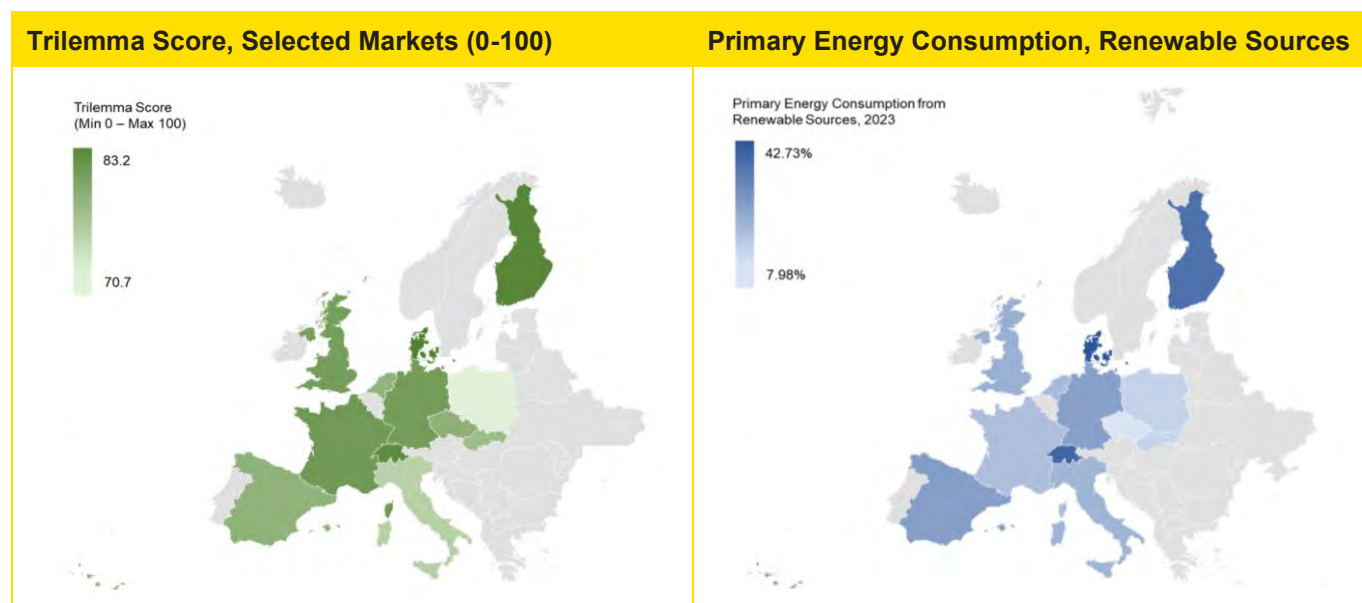 Trilemma Score, Selected Markets (0-100)
Primary Energy Consumption, Renewable Sources
Trilemma Score
(Min 0 – Max 100)
83.2
70.7
Primary Energy Consumption from
Renewable Sources, 2023
42.73%
7.98%